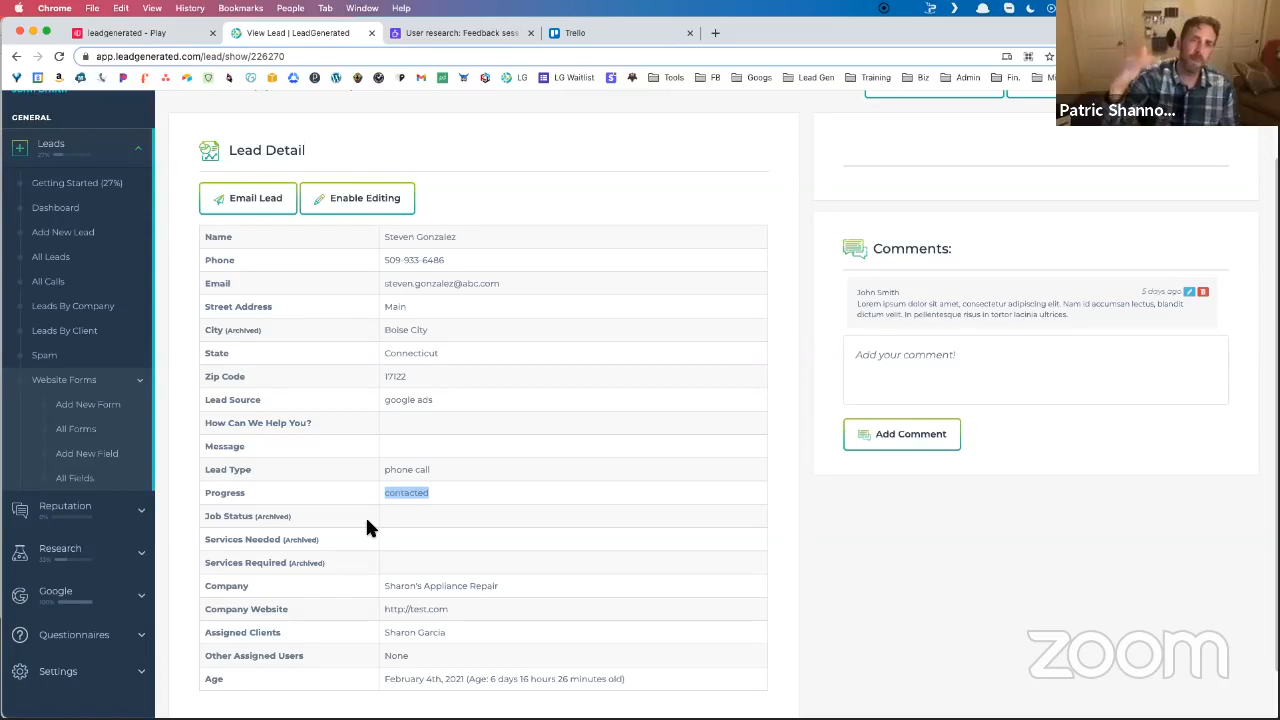 Chrome File Edit View History Bookmarks People Tab Window Help
leadgenerated - Play
View Lead | LeadGenerated
User research: Feedback sess
Trello
app.leadgenerated.com/lead/show/226270
LG LG Waitlist Tools FB Googs Lead Gen Training Biz Admin Fin.
Patric Shanno...
John Smith
GENERAL
Leads
27%
Getting Started (27%)
Dashboard
Add New Lead
All Leads
All Calls
Leads By Company
Leads By Client
Spam
Website Forms
Add New Form
All Forms
Add New Field
All Fields
Reputation
0%
Research
33%
Google
100%
Questionnaires
Settings
Lead Detail
Email Lead Enable Editing
Name Steven Gonzalez
Phone 509-933-6486
Email steven.gonzalez@abc.com
Street Address Main
City (Archived) Boise City
State Connecticut
Zip Code 17122
Lead Source google ads
How Can We Help You?
Message
Lead Type phone call
Progress contacted
Job Status (Archived)
Services Needed (Archived)
Services Required (Archived)
Company Sharon's Appliance Repair
Company Website http://test.com
Assigned Clients Sharon Garcia
Other Assigned Users None
Age February 4th, 2021 (Age: 6 days 16 hours 26 minutes old)
Comments:
John Smith 5 days ago
Lorem ipsum dolor sit amet, consectetur adipiscing elit. Nam id accumsan lectus, blandit
dictum velit. In pellentesque risus in tortor lacinia ultrices.
Add your comment!
Add Comment
zoom